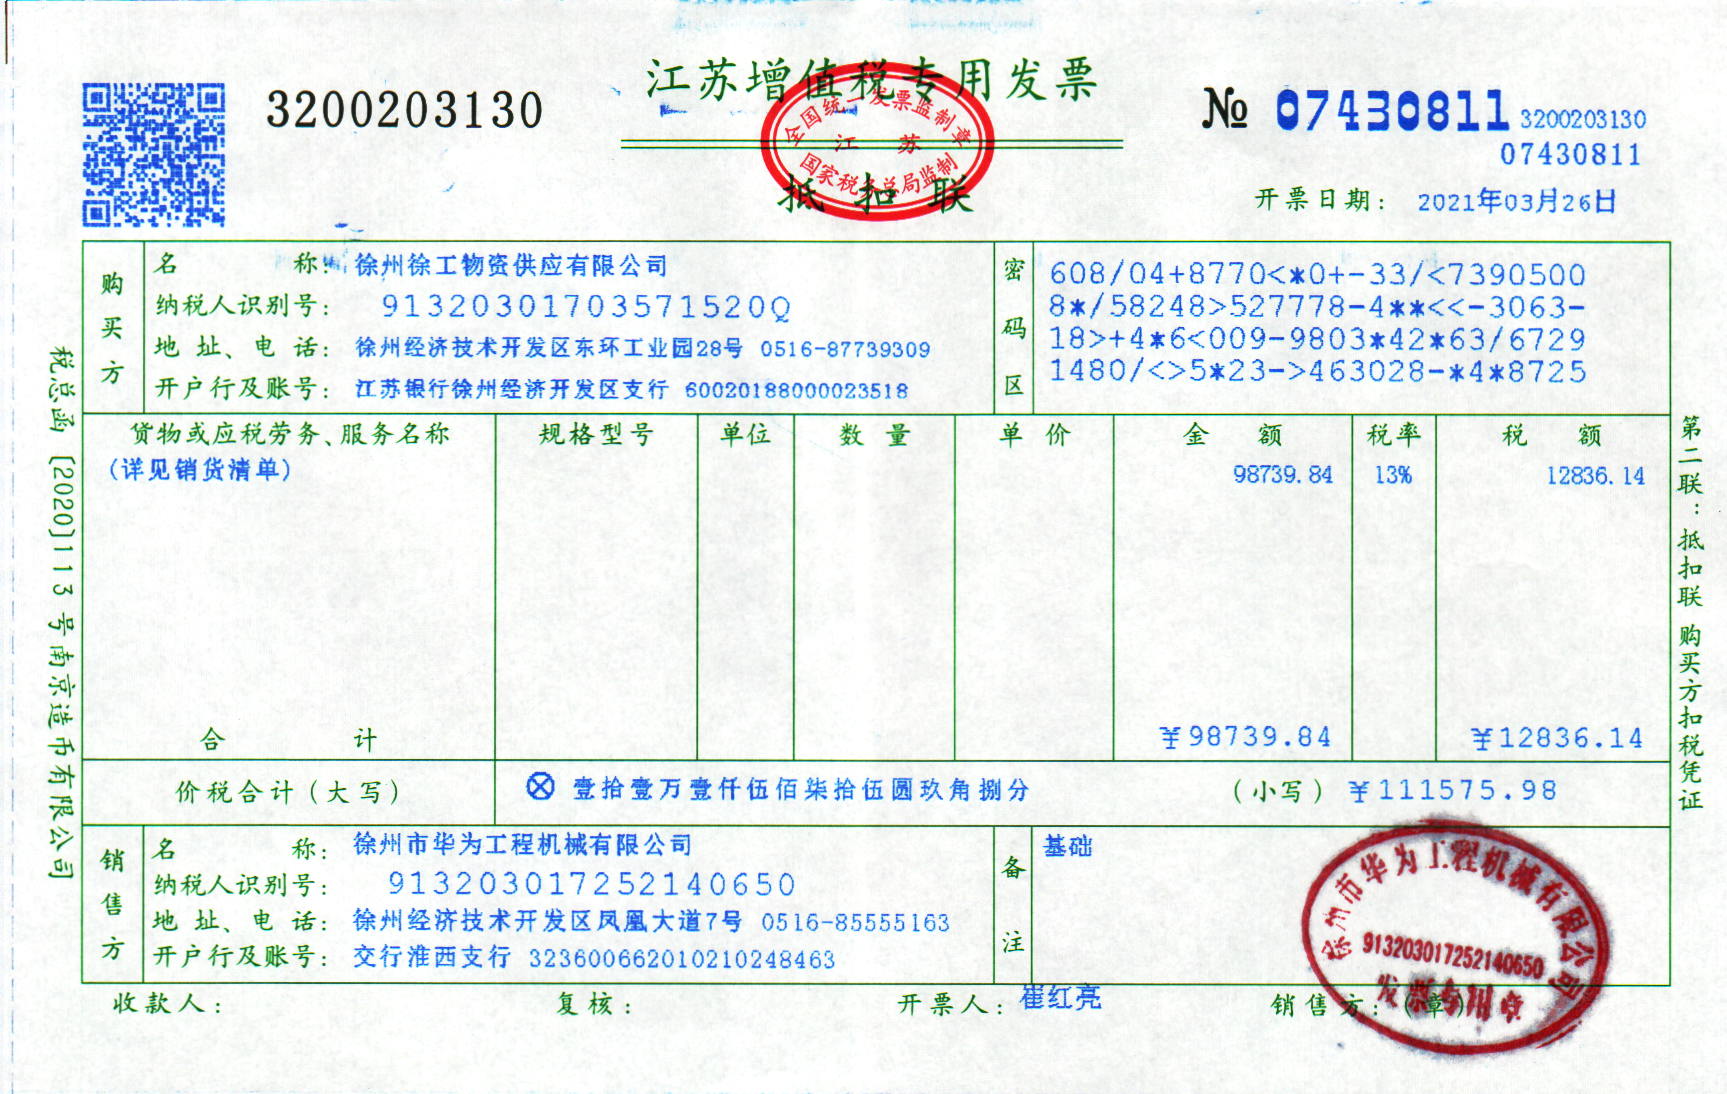 江苏增值税专用发票
3200203130
№ 07430811 3200203130
07430811
全国统一发票监制章
江 苏
国家税务总局监制
抵 扣 联
开票日期: 2021年03月26日
购买方
名 称: 徐州徐工物资供应有限公司
纳税人识别号: 91320301703571520Q
地 址、电 话: 徐州经济技术开发区东环工业园28号 0516-87739309
开户行及账号: 江苏银行徐州经济开发区支行 60020188000023518
密码区
608/04+8770<*0+-33/<7390500
8*/58248>527778-4**<<-3063-
18>+4*6<009-9803*42*63/6729
1480/<>5*23->463028-*4*8725
货物或应税劳务、服务名称 规格型号 单位 数 量 单 价 金 额 税率 税 额
(详见销货清单) 98739.84 13% 12836.14
合 计 ¥98739.84 ¥12836.14
价税合计(大写) ⊗ 壹拾壹万壹仟伍佰柒拾伍圆玖角捌分 (小写) ¥111575.98
销售方
名 称: 徐州市华为工程机械有限公司
纳税人识别号: 913203017252140650
地 址、电 话: 徐州经济技术开发区凤凰大道7号 0516-85555163
开户行及账号: 交行淮西支行 323600662010210248463
备注
基础
收款人: 复核: 开票人: 崔红亮 销售方:(章)
徐州市华为工程机械有限公司
913203017252140650
发票专用章
税总函[2020]113号南京造币有限公司
第二联:抵扣联 购买方扣税凭证